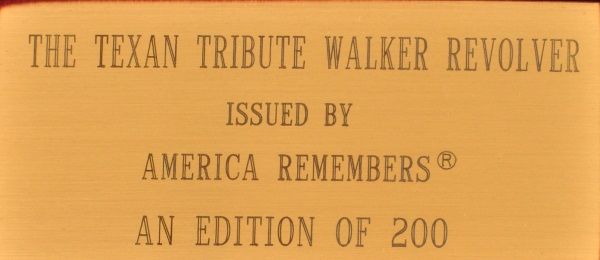 THE TEXAN TRIBUTE WALKER REVOLVER
ISSUED BY
AMERICA REMEMBERS®
AN EDITION OF 200